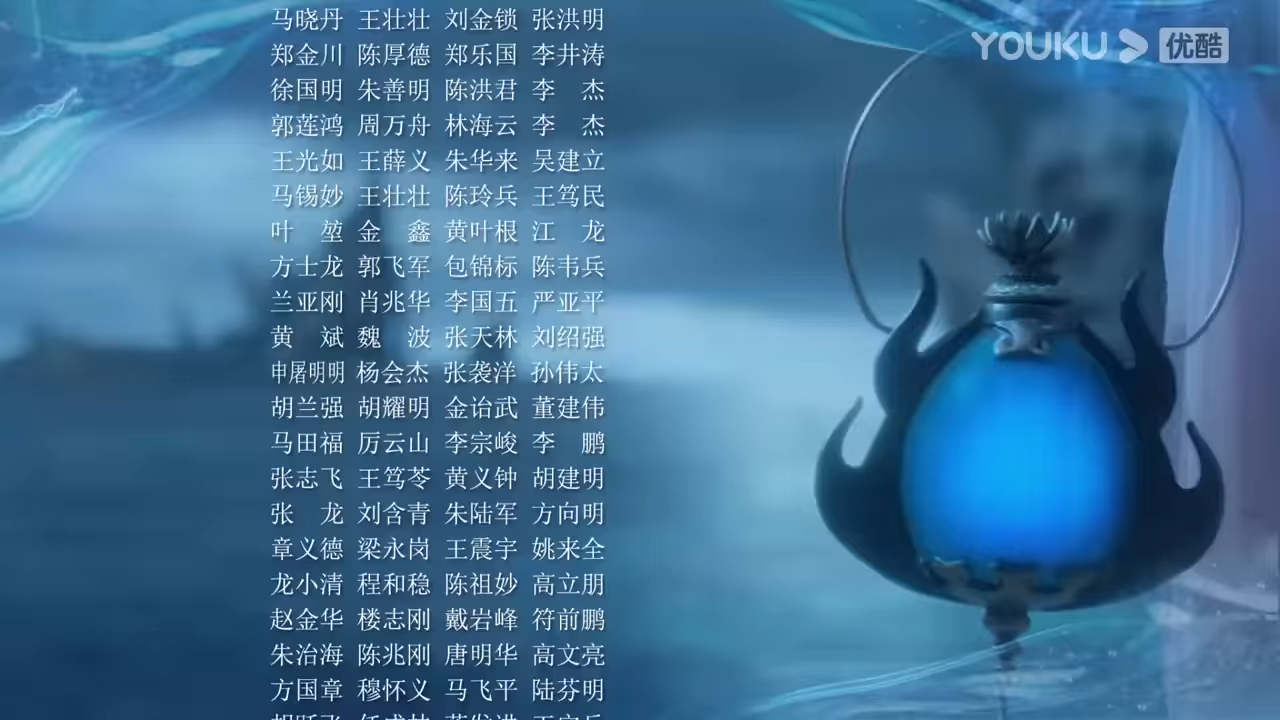 YOUKU 优酷
马晓丹 王壮壮 刘金锁 张洪明
郑金川 陈厚德 郑乐国 李井涛
徐国明 朱善明 陈洪君 李 杰
郭莲鸿 周万舟 林海云 李 杰
王光如 王薛义 朱华来 吴建立
马锡妙 王壮壮 陈玲兵 王笃民
叶 堃 金 鑫 黄叶根 江 龙
方士龙 郭飞军 包锦标 陈韦兵
兰亚刚 肖兆华 李国五 严亚平
黄 斌 魏 波 张天林 刘绍强
申屠明明 杨会杰 张袭洋 孙伟太
胡兰强 胡耀明 金诒武 董建伟
马田福 厉云山 李宗峻 李 鹏
张志飞 王笃苓 黄义钟 胡建明
张 龙 刘含青 朱陆军 方向明
章义德 梁永岗 王震宇 姚来全
龙小清 程和稳 陈祖妙 高立朋
赵金华 楼志刚 戴岩峰 符前鹏
朱治海 陈兆刚 唐明华 高文亮
方国章 穆怀义 马飞平 陆芬明